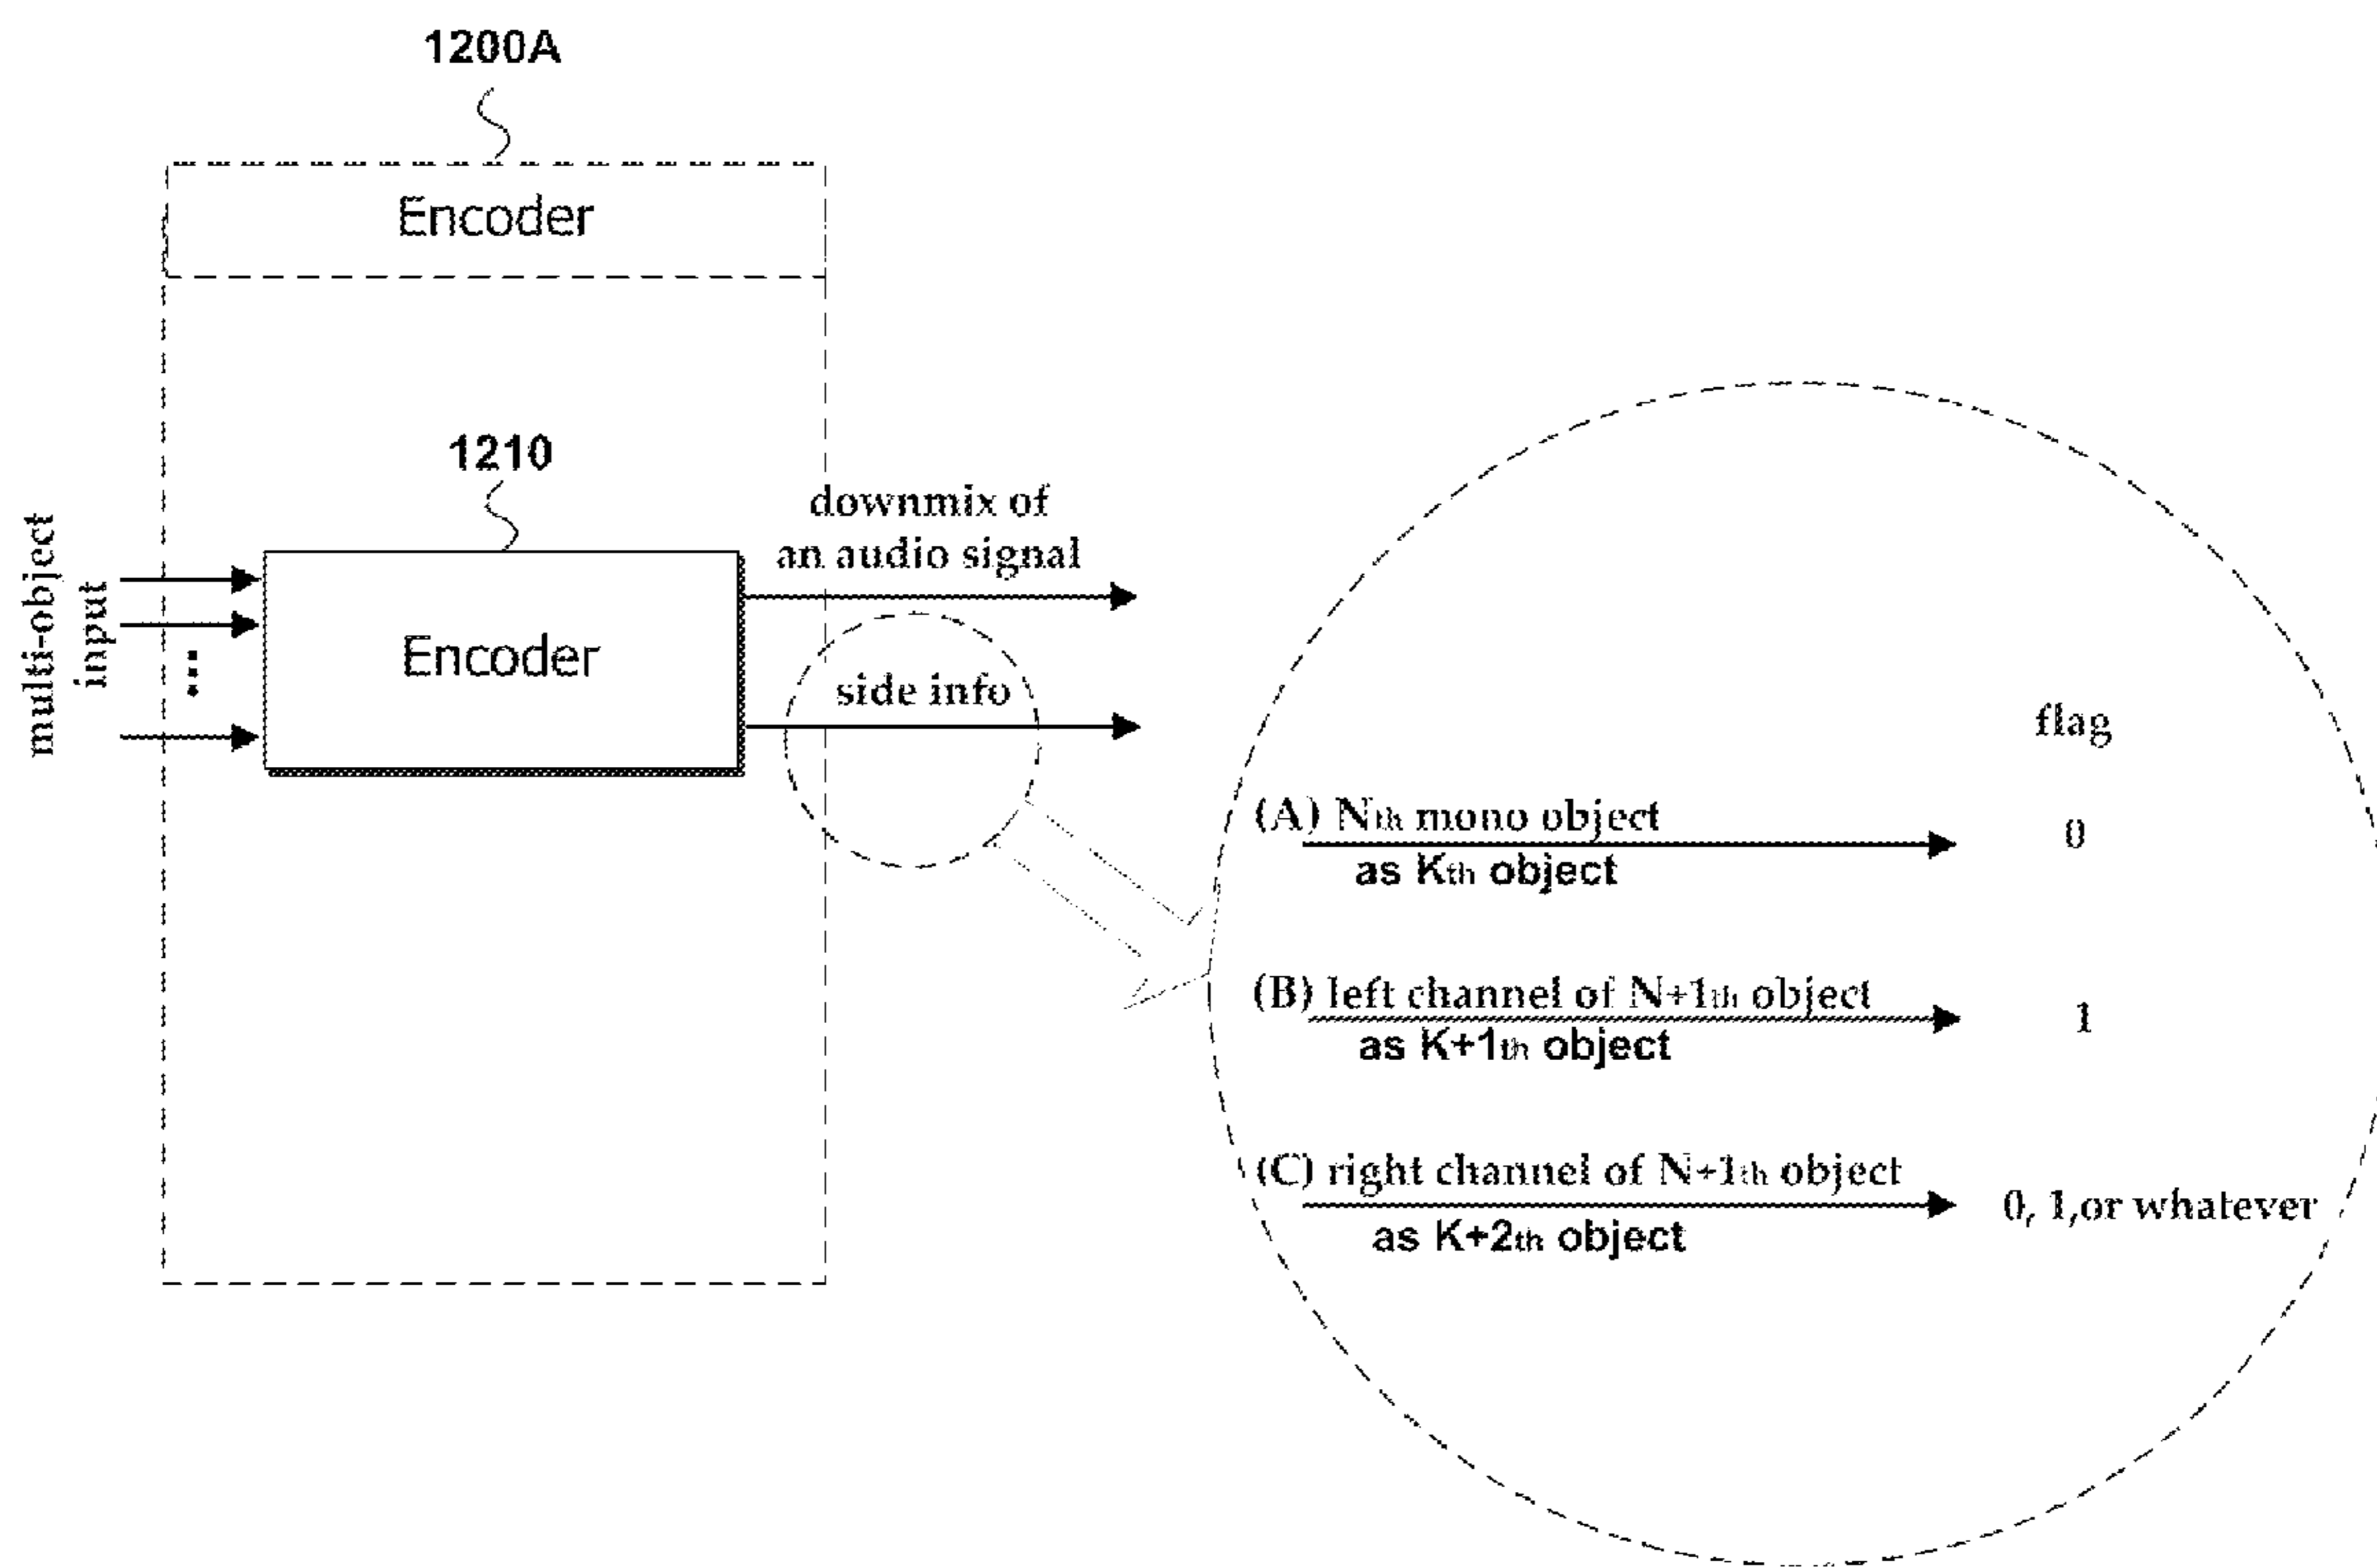 1200A
Encoder
1210
multi-object
input
Encoder
downmix of
an audio signal
side info
flag
(A) Nth mono object
as Kth object
0
(B) left channel of N+1th object
as K+1th object
1
(C) right channel of N+1th object
as K+2th object
0, 1,or whatever